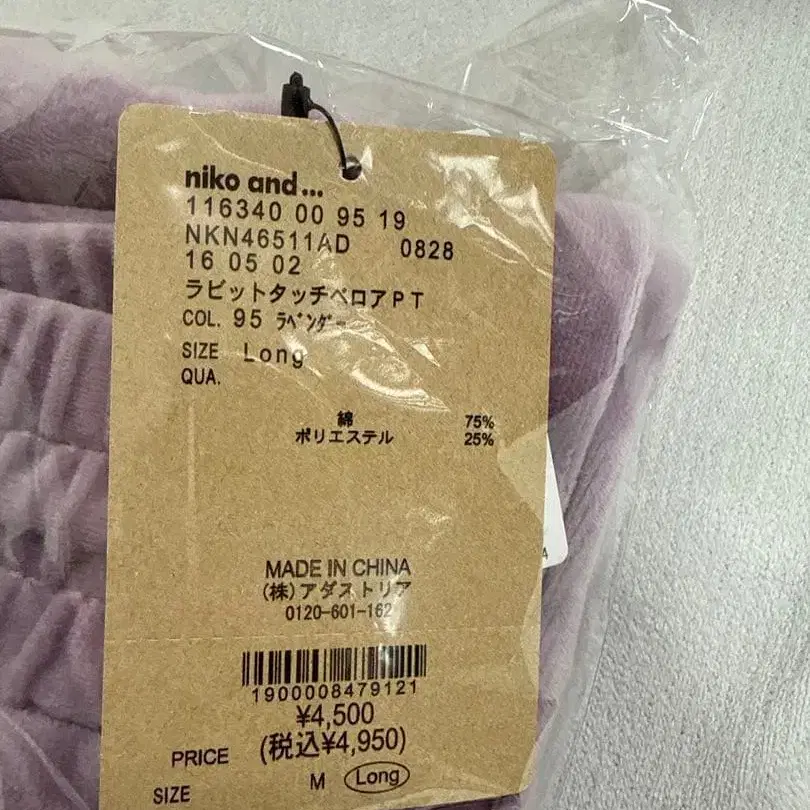 niko and...
116340 00 95 19
NKN46511AD 0828
16 05 02
ラビットタッチベロアPT
COL. 95 ラベンダー
SIZE Long
QUA.
綿 75%
ポリエステル 25%
MADE IN CHINA
(株)アダストリア
0120-601-162
1900008479121
¥4,500
PRICE (税込¥4,950)
SIZE M Long
4